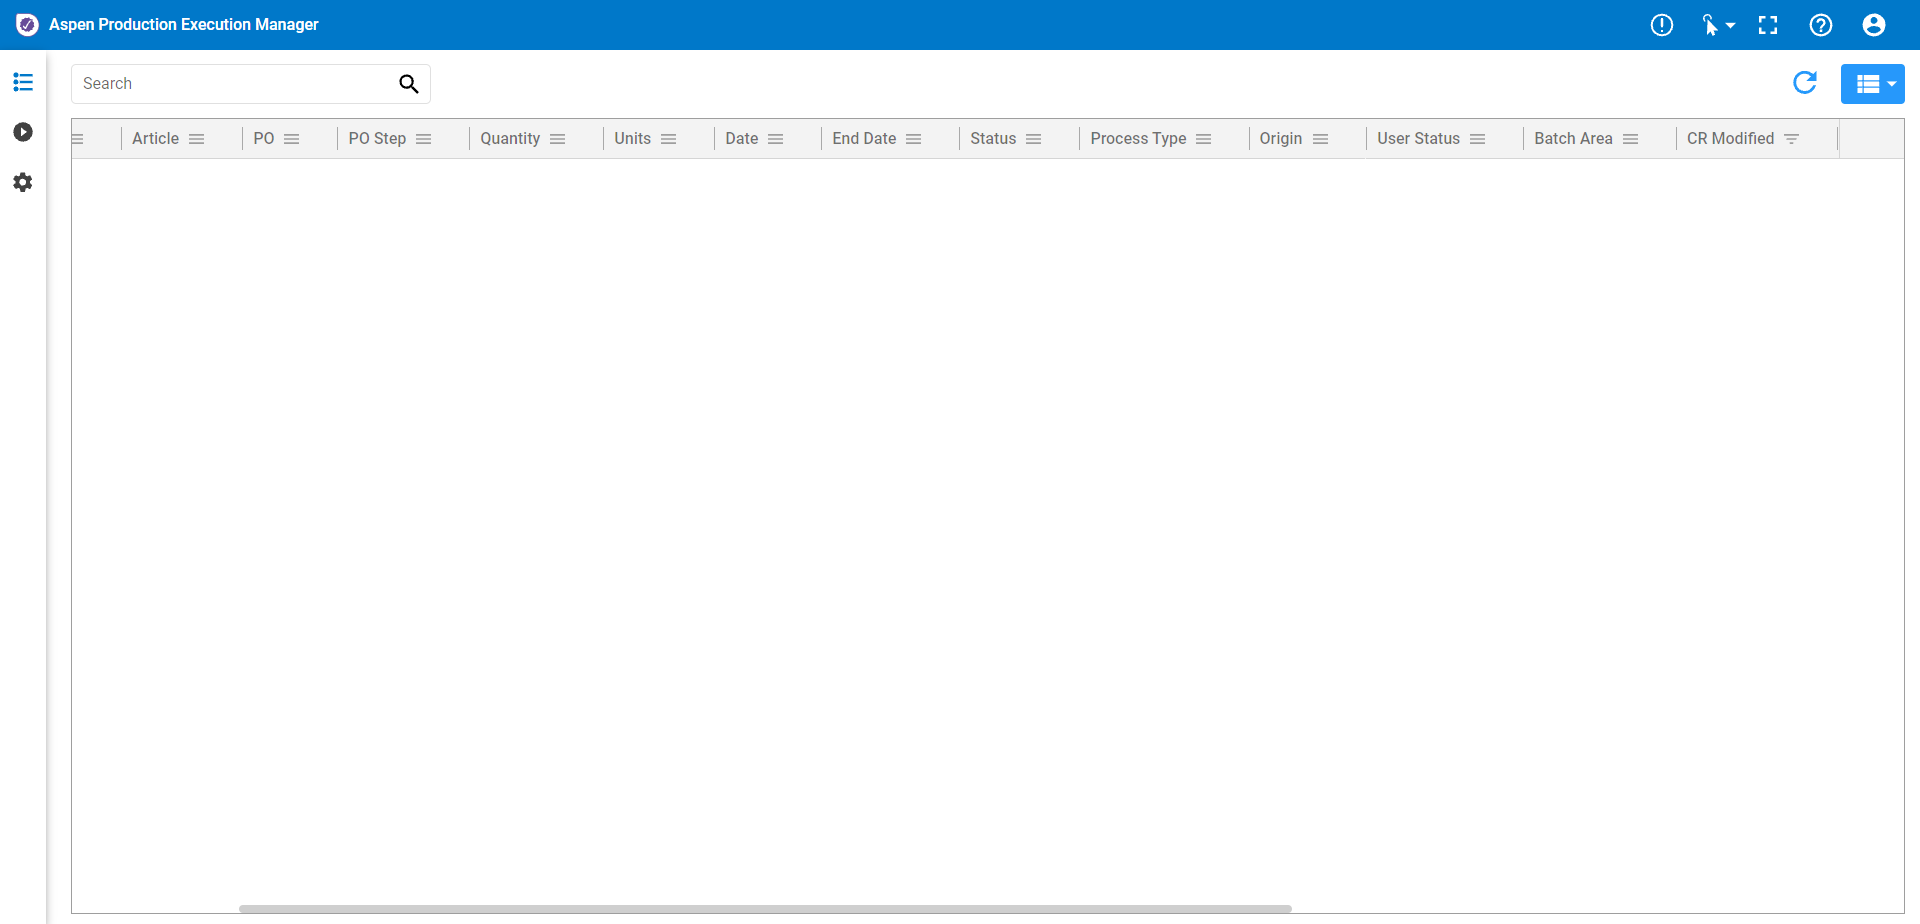 Aspen Production Execution Manager
Search
Article PO PO Step Quantity Units Date End Date Status Process Type Origin User Status Batch Area CR Modified